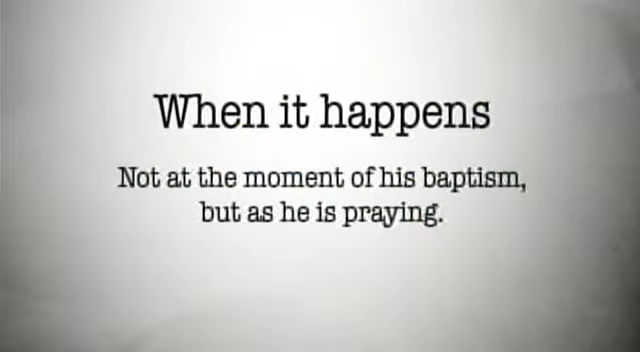 When it happens
Not at the moment of his baptism,
but as he is praying.